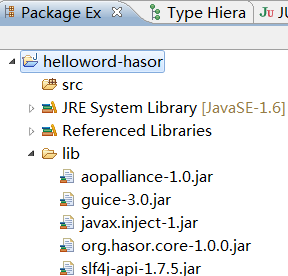 Package Ex Type Hiera Ju JU
helloword-hasor
src
JRE System Library [JavaSE-1.6]
Referenced Libraries
lib
aopalliance-1.0.jar
guice-3.0.jar
javax.inject-1.jar
org.hasor.core-1.0.0.jar
slf4j-api-1.7.5.jar